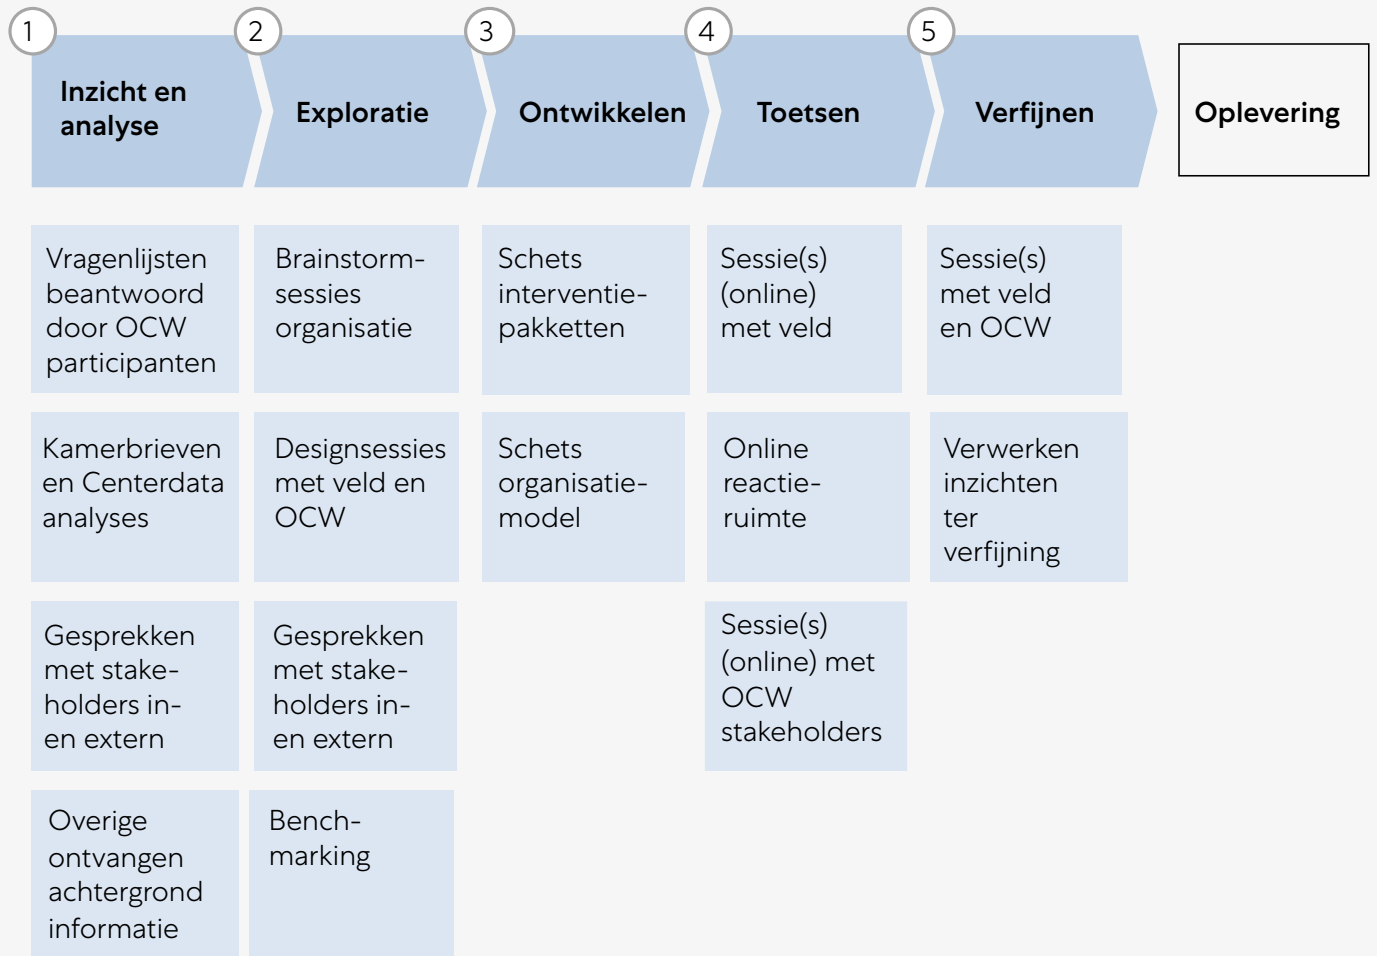 1
2
3
4
5
Inzicht en
analyse
Exploratie
Ontwikkelen
Toetsen
Verfijnen
Oplevering
Vragenlijsten
beantwoord
door OCW
participanten
Brainstorm-
sessies
organisatie
Schets
interventie-
pakketten
Sessie(s)
(online)
met veld
Sessie(s)
met veld
en OCW
Kamerbrieven
en Centerdata
analyses
Designsessies
met veld en
OCW
Schets
organisatie-
model
Online
reactie-
ruimte
Verwerken
inzichten
ter
verfijning
Gesprekken
met stake-
holders in-
en extern
Gesprekken
met stake-
holders in-
en extern
Sessie(s)
(online) met
OCW
stakeholders
Overige
ontvangen
achtergrond
informatie
Bench-
marking